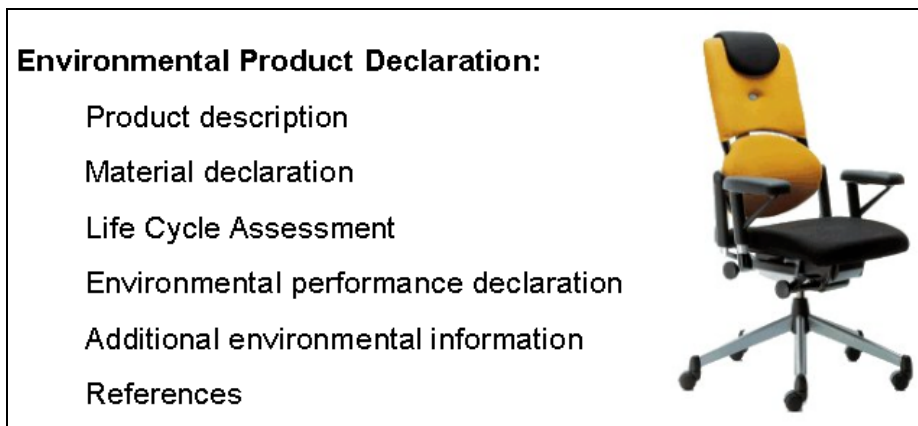 Environmental Product Declaration:
Product description
Material declaration
Life Cycle Assessment
Environmental performance declaration
Additional environmental information
References